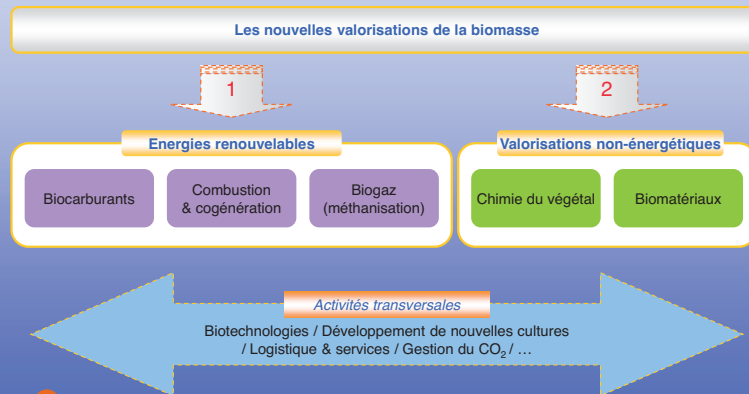 Les nouvelles valorisations de la biomasse
1
2
Energies renouvelables
Valorisations non-énergétiques
Biocarburants
Combustion
& cogénération
Biogaz
(méthanisation)
Chimie du végétal
Biomatériaux
Activités transversales
Biotechnologies / Développement de nouvelles cultures
/ Logistique & services / Gestion du CO₂ / …